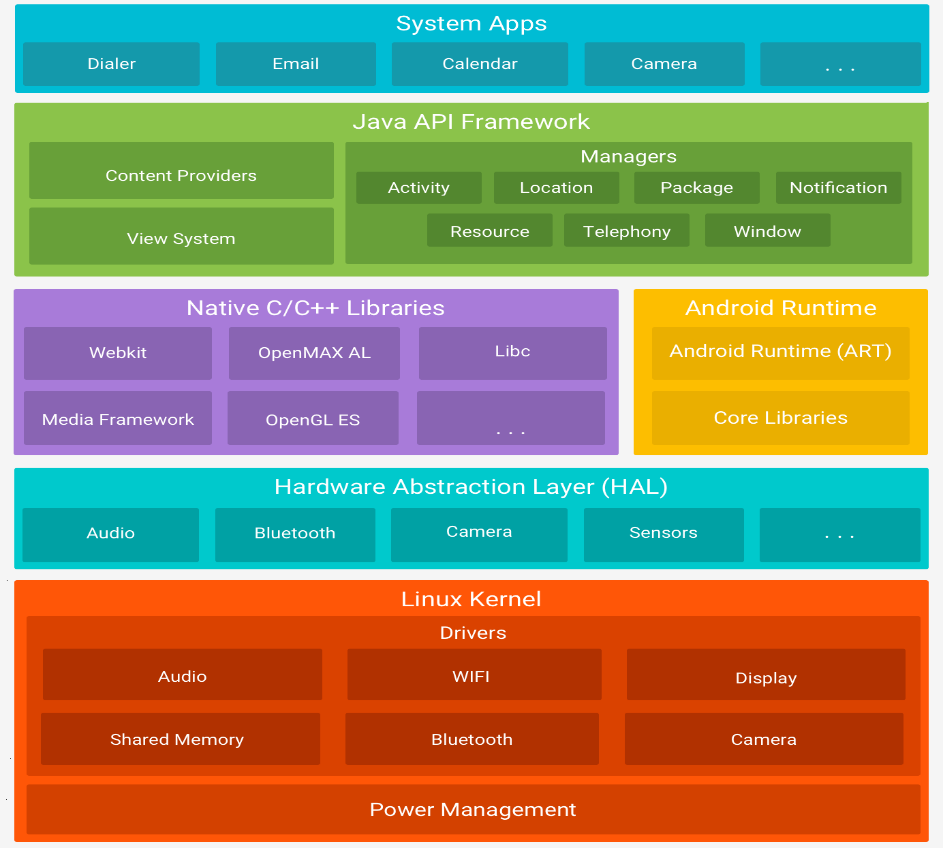 System Apps
Dialer
Email
Calendar
Camera
. . .
Java API Framework
Content Providers
View System
Managers
Activity
Location
Package
Notification
Resource
Telephony
Window
Native C/C++ Libraries
Webkit
OpenMAX AL
Libc
Media Framework
OpenGL ES
. . .
Android Runtime
Android Runtime (ART)
Core Libraries
Hardware Abstraction Layer (HAL)
Audio
Bluetooth
Camera
Sensors
. . .
Linux Kernel
Drivers
Audio
WIFI
Display
Shared Memory
Bluetooth
Camera
Power Management